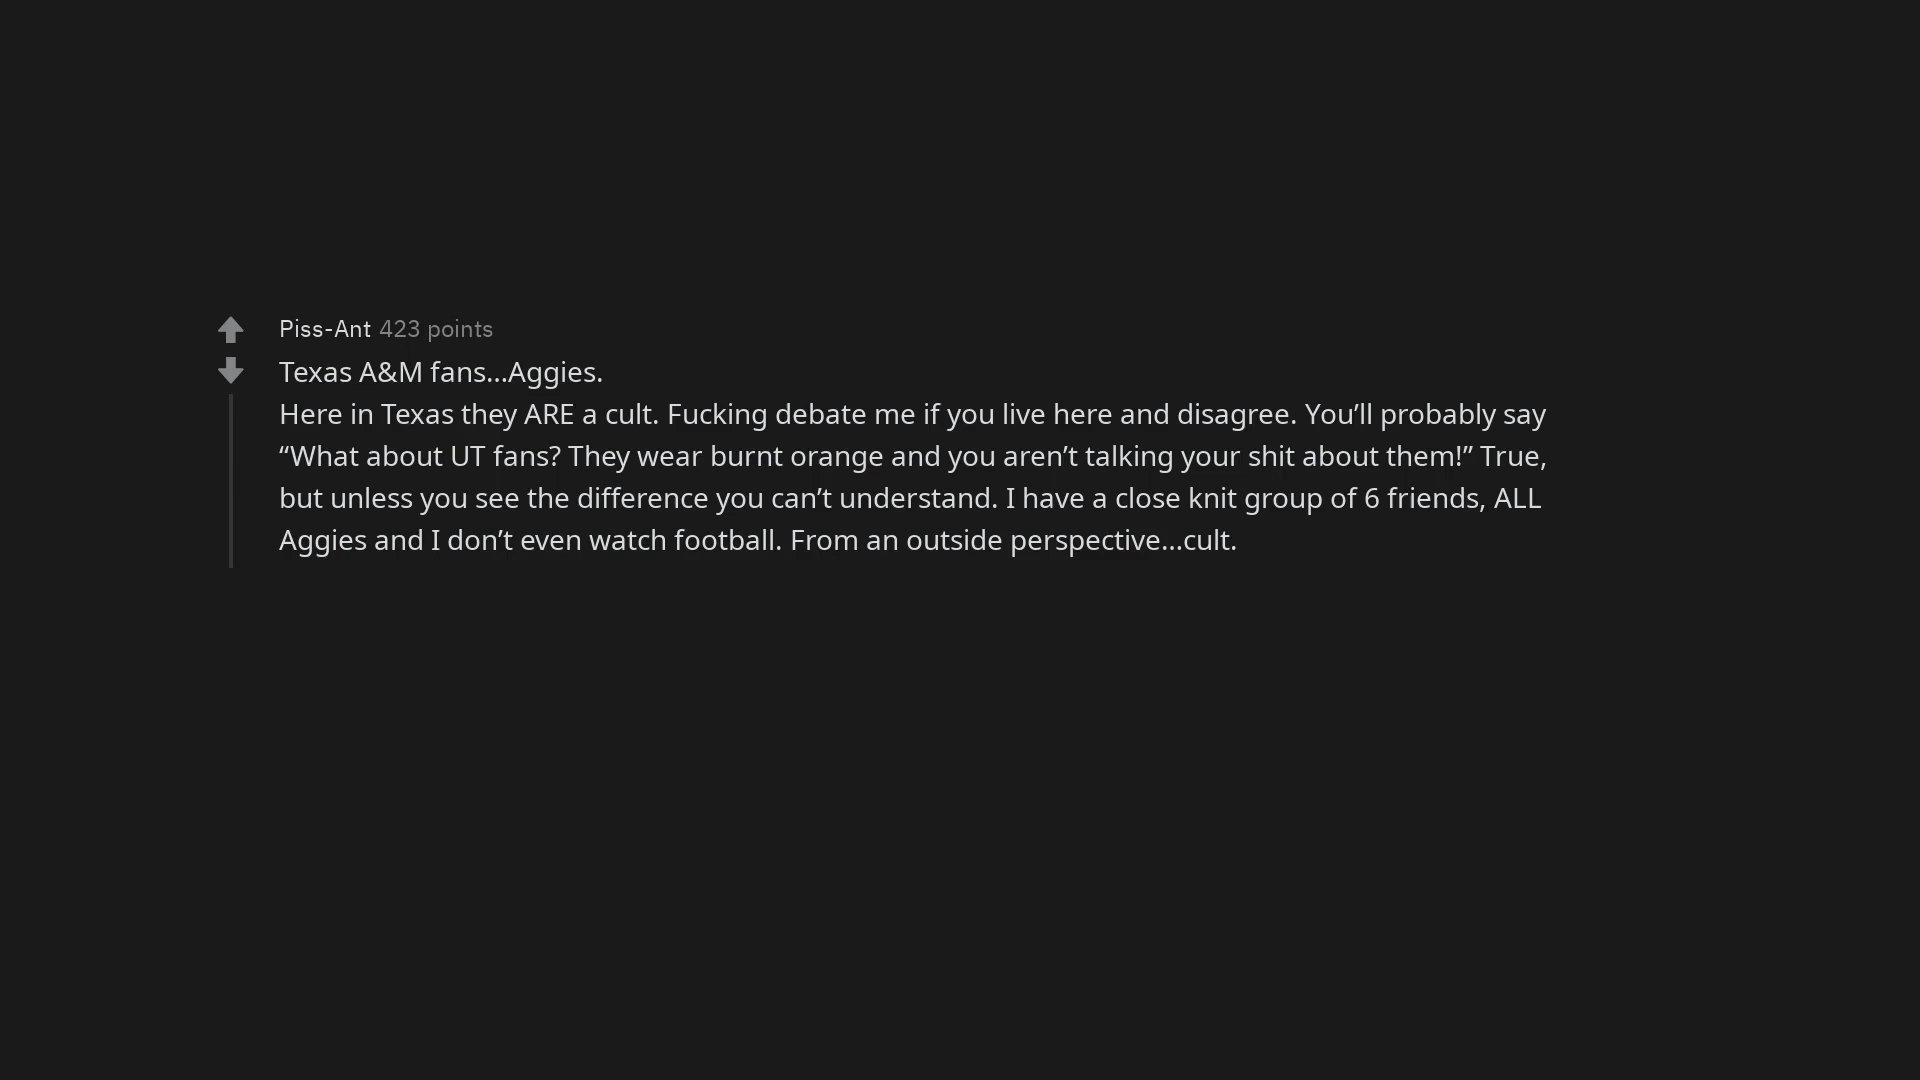 Piss-Ant 423 points
Texas A&M fans...Aggies.
Here in Texas they ARE a cult. Fucking debate me if you live here and disagree. You’ll probably say
“What about UT fans? They wear burnt orange and you aren’t talking your shit about them!” True,
but unless you see the difference you can’t understand. I have a close knit group of 6 friends, ALL
Aggies and I don’t even watch football. From an outside perspective...cult.